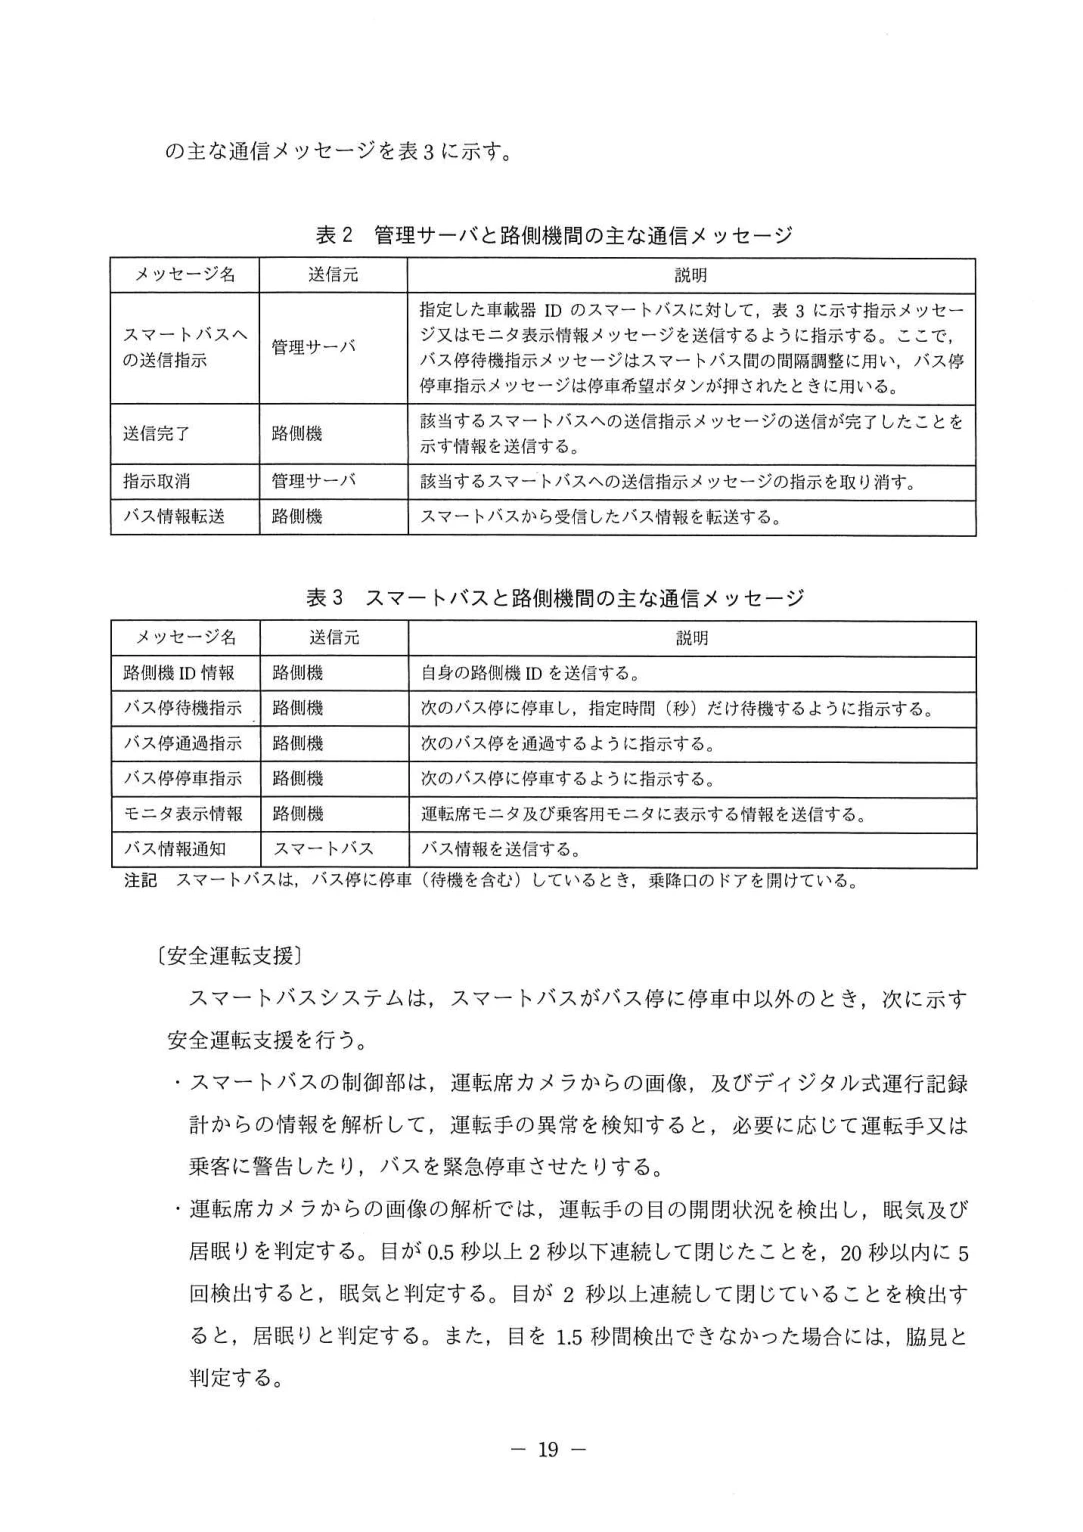 の主な通信メッセージを表3に示す。
表2　管理サーバと路側機間の主な通信メッセージ
メッセージ名　送信元　説明
スマートバスへの送信指示　管理サーバ　指定した車載器 ID のスマートバスに対して，表 3 に示す指示メッセー
ジ又はモニタ表示情報メッセージを送信するように指示する。ここで，
バス停待機指示メッセージはスマートバス間の間隔調整に用い，バス停
停車指示メッセージは停車希望ボタンが押されたときに用いる。
送信完了　路側機　該当するスマートバスへの送信指示メッセージの送信が完了したことを
示す情報を送信する。
指示取消　管理サーバ　該当するスマートバスへの送信指示メッセージの指示を取り消す。
バス情報転送　路側機　スマートバスから受信したバス情報を転送する。
表3　スマートバスと路側機間の主な通信メッセージ
メッセージ名　送信元　説明
路側機 ID 情報　路側機　自身の路側機 ID を送信する。
バス停待機指示　路側機　次のバス停に停車し，指定時間（秒）だけ待機するように指示する。
バス停通過指示　路側機　次のバス停を通過するように指示する。
バス停停車指示　路側機　次のバス停に停車するように指示する。
モニタ表示情報　路側機　運転席モニタ及び乗客用モニタに表示する情報を送信する。
バス情報通知　スマートバス　バス情報を送信する。
注記　スマートバスは，バス停に停車（待機を含む）しているとき，乗降口のドアを開けている。
〔安全運転支援〕
スマートバスシステムは，スマートバスがバス停に停車中以外のとき，次に示す
安全運転支援を行う。
・スマートバスの制御部は，運転席カメラからの画像，及びディジタル式運行記録
計からの情報を解析して，運転手の異常を検知すると，必要に応じて運転手又は
乗客に警告したり，バスを緊急停車させたりする。
・運転席カメラからの画像の解析では，運転手の目の開閉状況を検出し，眠気及び
居眠りを判定する。目が 0.5 秒以上 2 秒以下連続して閉じたことを，20 秒以内に 5
回検出すると，眠気と判定する。目が 2 秒以上連続して閉じていることを検出す
ると，居眠りと判定する。また，目を 1.5 秒間検出できなかった場合には，脇見と
判定する。
－ 19 －